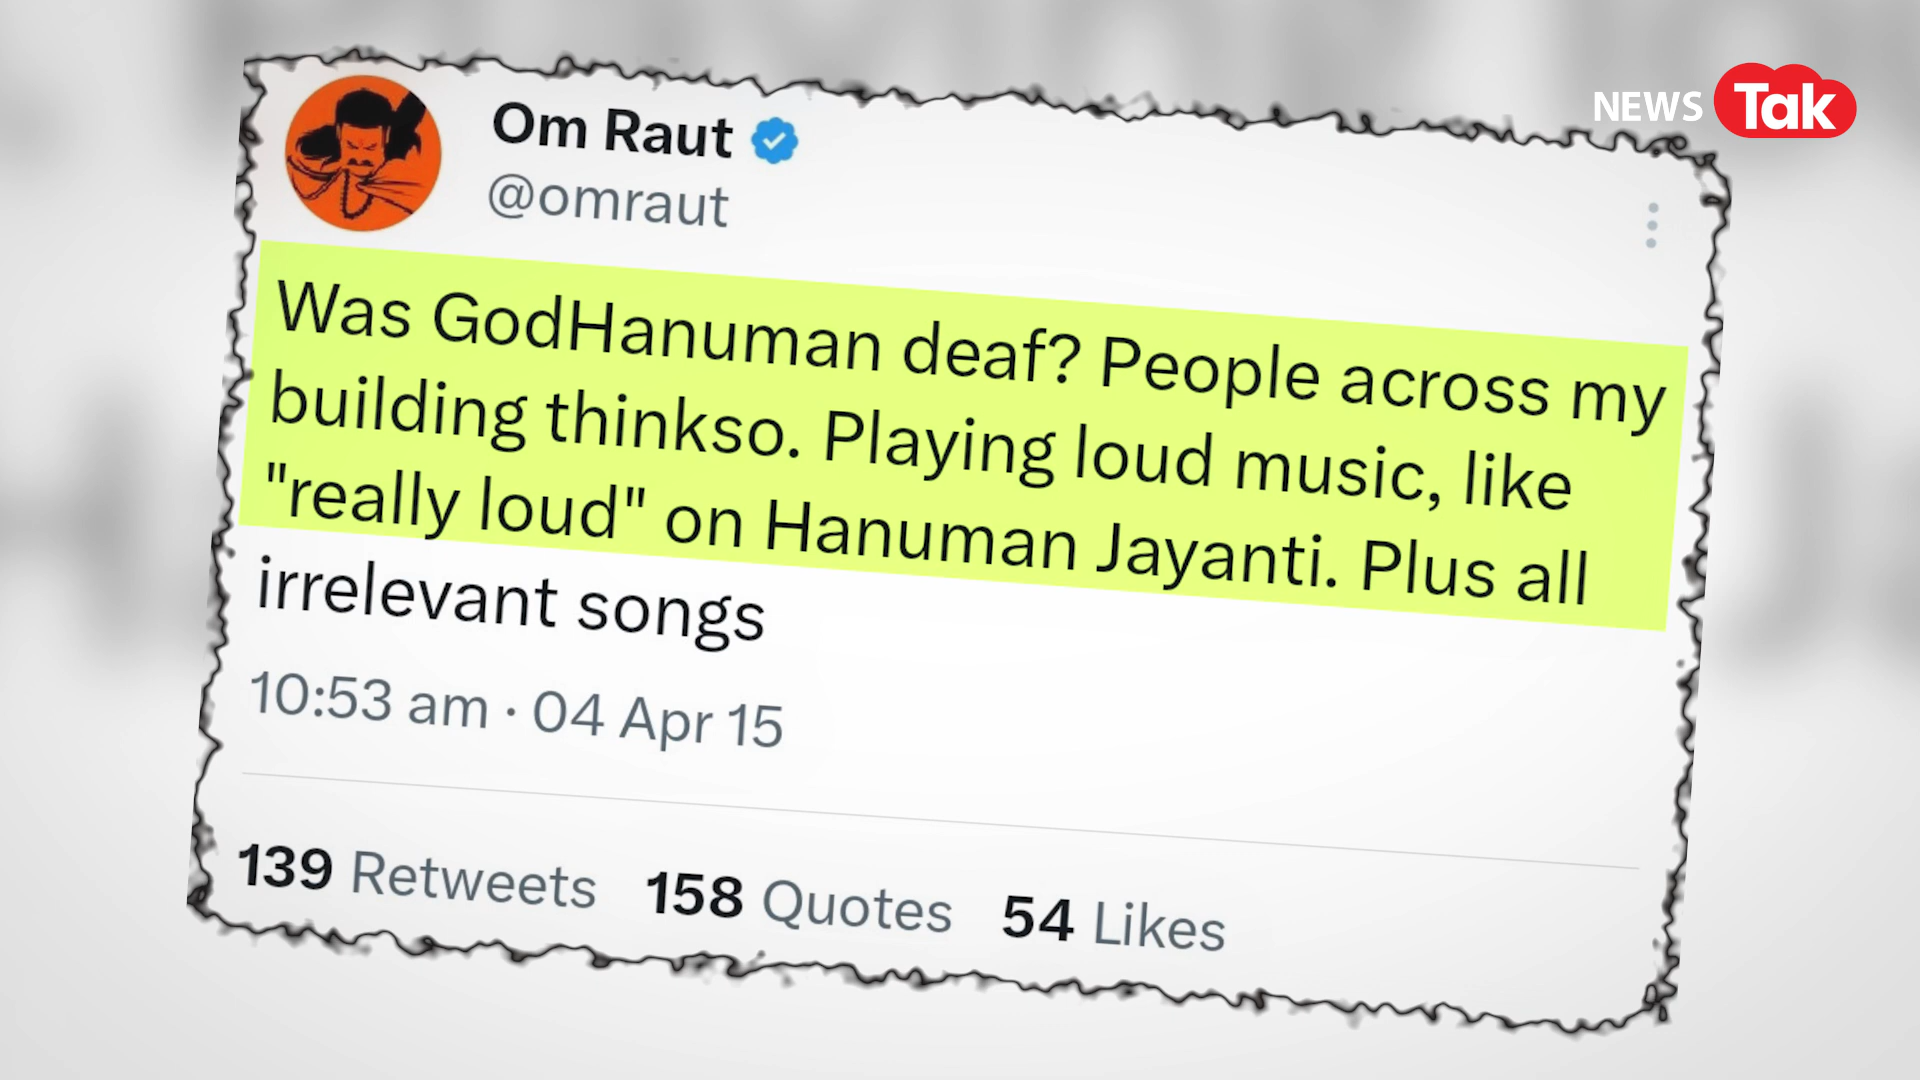 NEWS Tak
Om Raut
@omraut
Was GodHanuman deaf? People across my
building thinkso. Playing loud music, like
"really loud" on Hanuman Jayanti. Plus all
irrelevant songs
10:53 am · 04 Apr 15
139 Retweets 158 Quotes 54 Likes